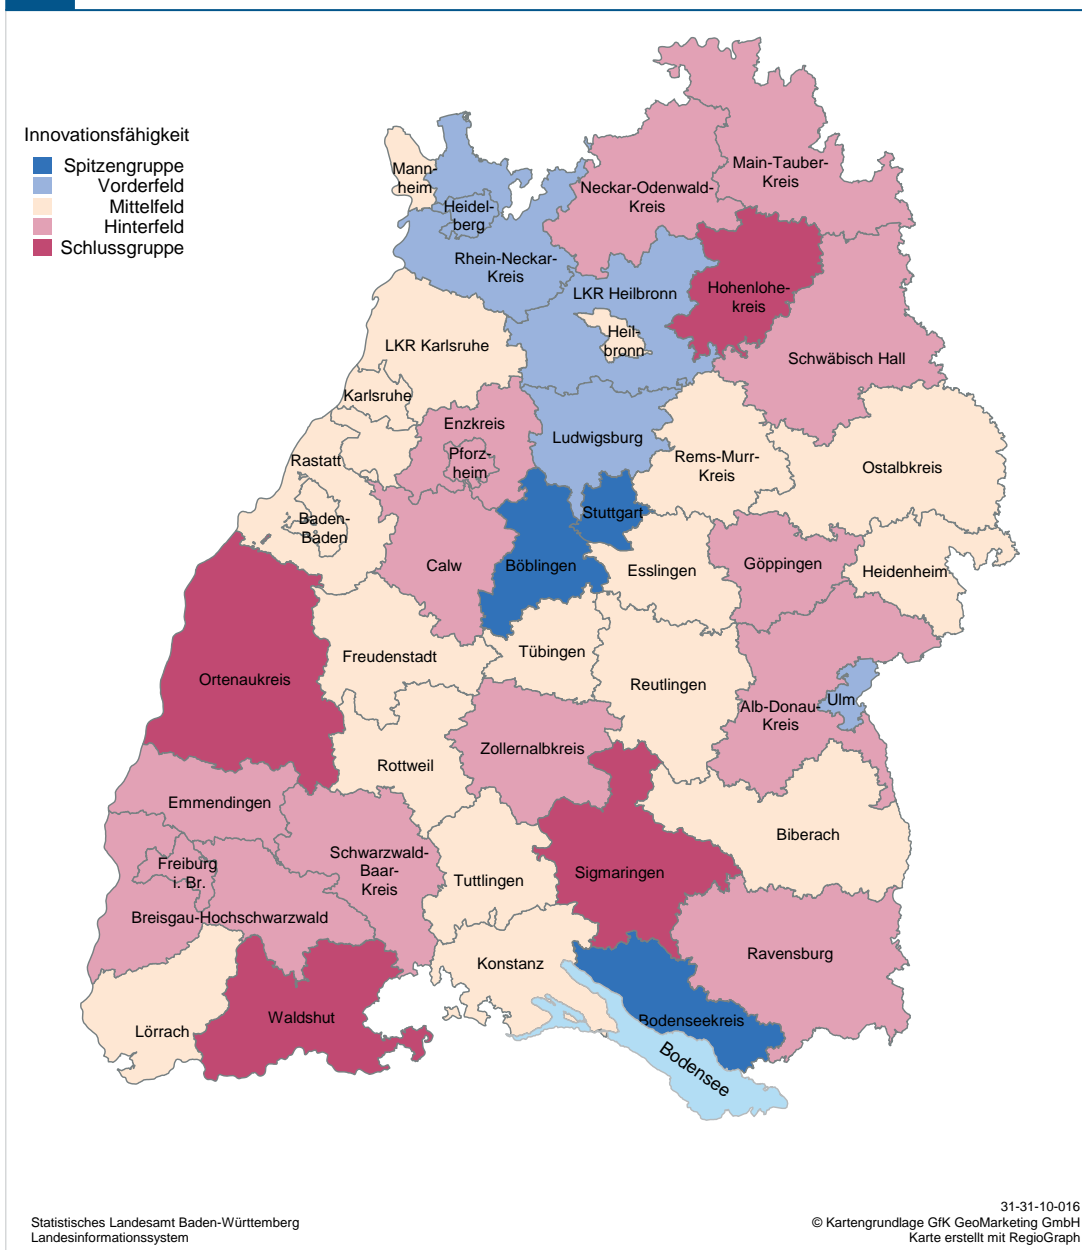 Innovationsfähigkeit
Spitzengruppe
Vorderfeld
Mittelfeld
Hinterfeld
Schlussgruppe
Main-Tauber-
Kreis
Mann-
heim
Neckar-Odenwald-
Kreis
Heidel-
berg
Rhein-Neckar-
Kreis
LKR Heilbronn
Hohenlohe-
kreis
Heil-
bronn
LKR Karlsruhe
Schwäbisch Hall
Karlsruhe
Enzkreis
Ludwigsburg
Pforz-
heim
Rastatt
Rems-Murr-
Kreis
Ostalbkreis
Baden-
Baden
Stuttgart
Calw
Böblingen
Esslingen
Göppingen
Heidenheim
Freudenstadt
Tübingen
Ortenaukreis
Reutlingen
Alb-Donau-
Kreis
Ulm
Zollernalbkreis
Rottweil
Emmendingen
Biberach
Freiburg
i. Br.
Schwarzwald-
Baar-
Kreis
Tuttlingen
Sigmaringen
Breisgau-Hochschwarzwald
Konstanz
Ravensburg
Waldshut
Bodenseekreis
Lörrach
Bodensee
31-31-10-016
Statistisches Landesamt Baden-Württemberg
Landesinformationssystem
© Kartengrundlage GfK GeoMarketing GmbH
Karte erstellt mit RegioGraph